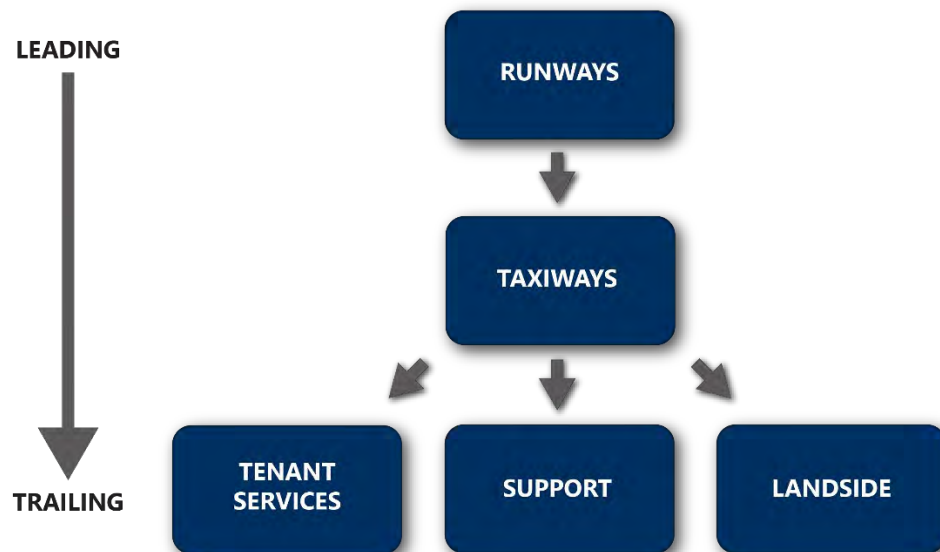 LEADING
RUNWAYS
TAXIWAYS
TENANT
SERVICES
SUPPORT
LANDSIDE
TRAILING